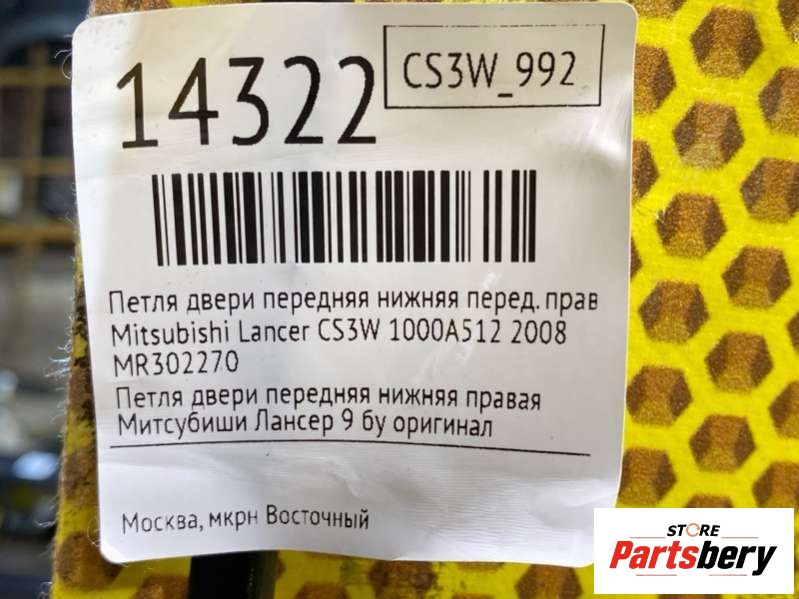 14322
CS3W_992
Петля двери передняя нижняя перед. прав
Mitsubishi Lancer CS3W 1000A512 2008
MR302270
Петля двери передняя нижняя правая
Митсубиши Лансер 9 бу оригинал
Москва, мкрн Восточный
STORE
Partsbery